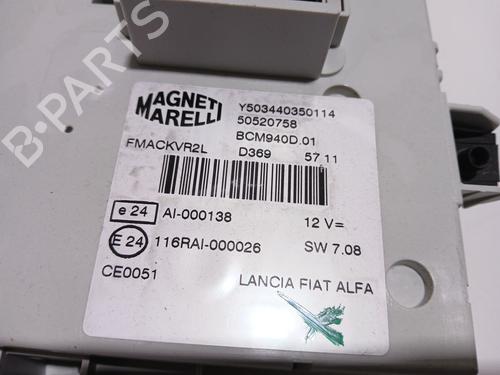 MAGNETI
MARELLI
Y503440350114
50520758
BCM940D.01
FMACKVR2L D369 57 11
e 24 AI-000138 12 V=
E 24 116RAI-000026 SW 7.08
CE0051 LANCIA FIAT ALFA